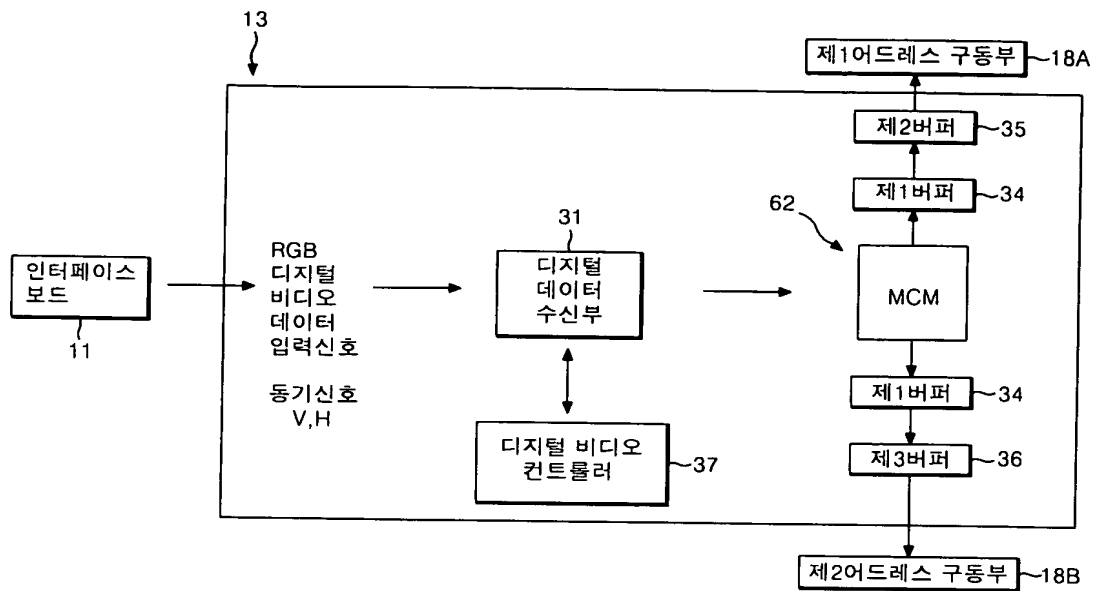 13
제1어드레스 구동부
18A
제2버퍼
35
제1버퍼
34
62
31
RGB
디지털
비디오
데이터
입력신호
디지털
데이터
수신부
MCM
인터페이스
보드
11
동기신호
V,H
제1버퍼
34
디지털 비디오
컨트롤러
37
제3버퍼
36
제2어드레스 구동부
18B